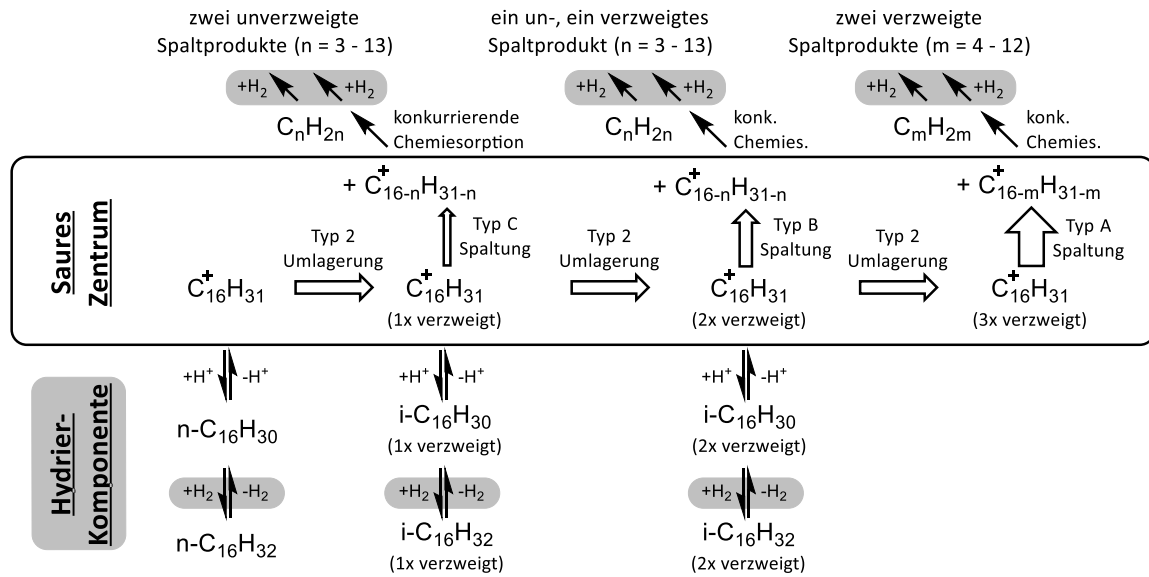 zwei unverzweigte
Spaltprodukte (n = 3 - 13)
ein un-, ein verzweigtes
Spaltprodukt (n = 3 - 13)
zwei verzweigte
Spaltprodukte (m = 4 - 12)
+H₂ +H₂
+H₂ +H₂
+H₂ +H₂
CₙH₂ₙ
konkurrierende
Chemiesorption
CₙH₂ₙ
konk.
Chemies.
CₘH₂ₘ
konk.
Chemies.
Saures
Zentrum
+ C⁺₁₆₋ₙH₃₁₋ₙ
+ C⁺₁₆₋ₙH₃₁₋ₙ
+ C⁺₁₆₋ₘH₃₁₋ₘ
Typ 2
Umlagerung
Typ C
Spaltung
Typ 2
Umlagerung
Typ B
Spaltung
Typ 2
Umlagerung
Typ A
Spaltung
C⁺₁₆H₃₁
C⁺₁₆H₃₁
(1x verzweigt)
C⁺₁₆H₃₁
(2x verzweigt)
C⁺₁₆H₃₁
(3x verzweigt)
Hydrier-
Komponente
+H⁺ -H⁺
+H⁺ -H⁺
+H⁺ -H⁺
n-C₁₆H₃₀
i-C₁₆H₃₀
(1x verzweigt)
i-C₁₆H₃₀
(2x verzweigt)
+H₂ -H₂
+H₂ -H₂
+H₂ -H₂
n-C₁₆H₃₂
i-C₁₆H₃₂
(1x verzweigt)
i-C₁₆H₃₂
(2x verzweigt)